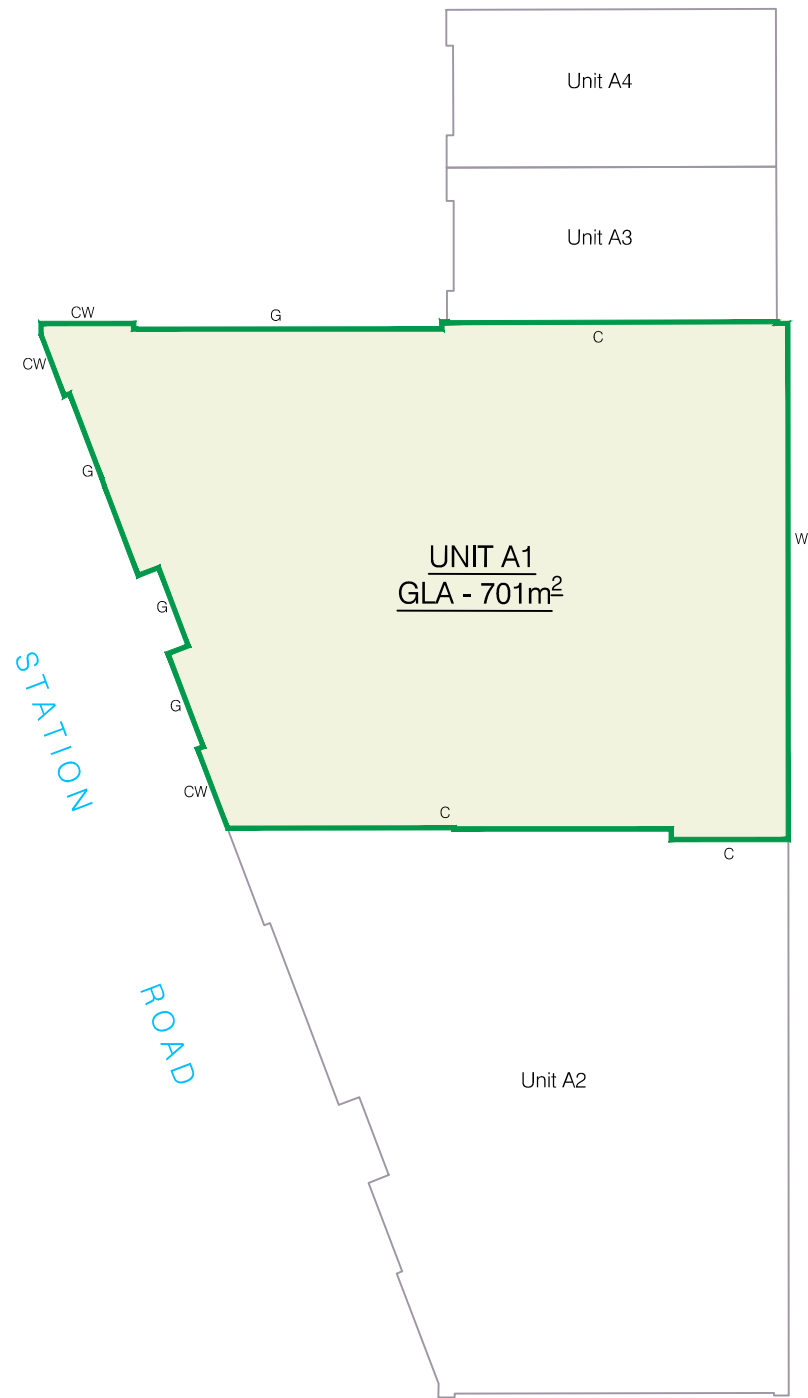 Unit A4
Unit A3
CW
G
C
CW
G
W
UNIT A1
GLA - 701m²
G
G
CW
C
C
STATION
ROAD
Unit A2